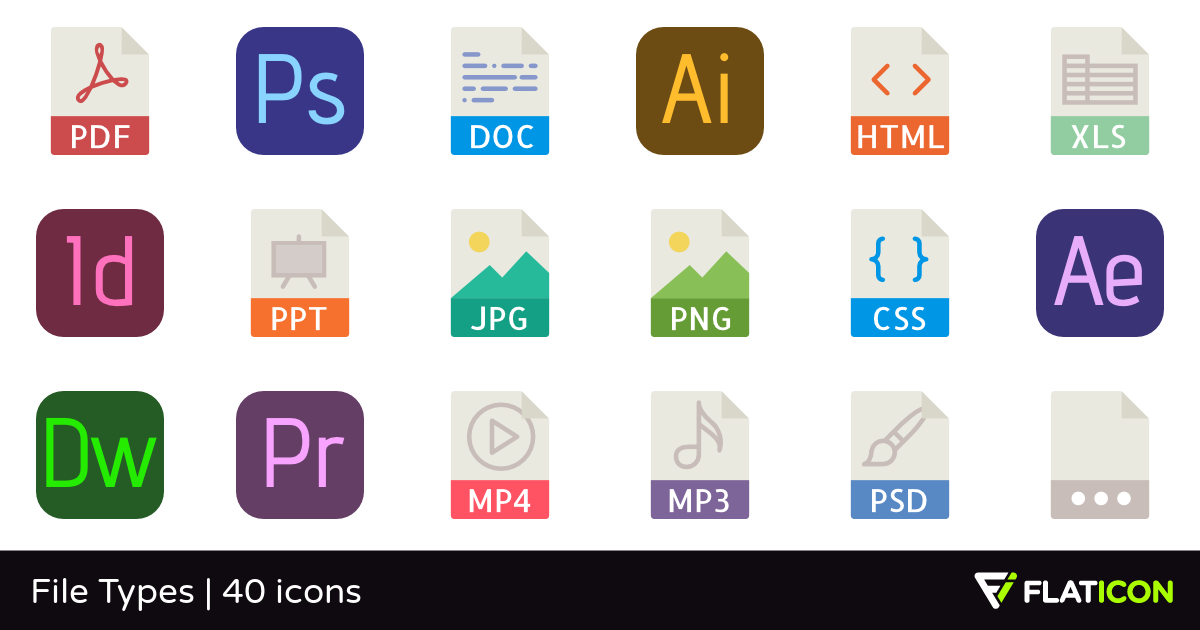 PDF
Ps
DOC
Ai
HTML
XLS
Id
PPT
JPG
PNG
CSS
Ae
Dw
Pr
MP4
MP3
PSD
File Types | 40 icons
FLATICON